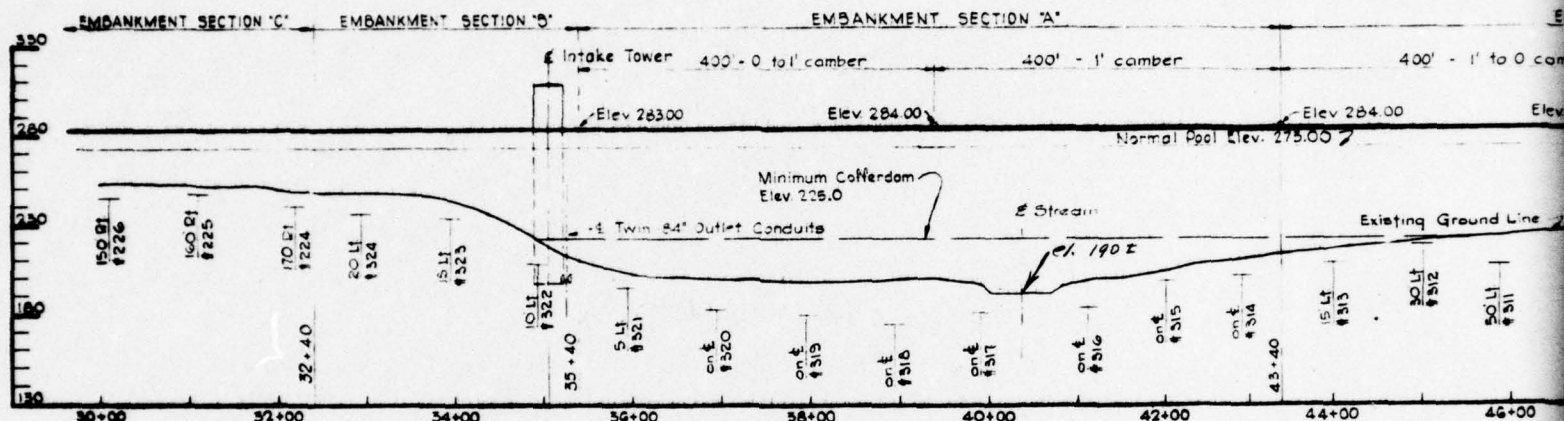 EMBANKMENT SECTION "C" EMBANKMENT SECTION "B" EMBANKMENT SECTION "A"
℄ Intake Tower 400' - 0 to 1' camber 400' - 1' camber 400' - 1' to 0
Elev 283.00 Elev. 284.00 Elev 284.00 Elev.
280
Normal Pool Elev. 275.00
Minimum Cofferdam
Elev. 225.0
℄ Stream
Existing Ground Line
℄ Twin 84" Outlet Conduits
el. 190±
150 Rt
#226
160 Rt
#225
170 Rt
#224
20 Lt
#324
15 Lt
#323
10 Lt
#322
5 Lt
#321
on ℄
#320
on ℄
#319
on ℄
#318
on ℄
#317
on ℄
#316
on ℄
#315
on ℄
#314
15' Lt
#313
30 Lt
#312
50' Lt
#311
32+40
35+40
43+40
130
30+00 32+00 34+00 36+00 38+00 40+00 42+00 44+00 46+00